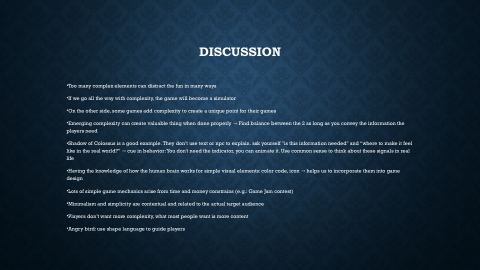 DISCUSSION
•Too many complex elements can distract the fun in many ways
•If we go all the way with complexity, the game will become a simulator
•On the other side, some games add complexity to create a unique point for their games
•Emerging complexity can create valuable thing when done properly → Find balance between the 2 as long as you convey the information the
players need
•Shadow of Colossus is a good example. They don't use text or npc to explain. ask yourself "is this information needed" and "where to make it feel
like in the real world?" → cue in behavior: You don't need the indicator, you can animate it. Use common sense to think about these signals in real
life
•Having the knowledge of how the human brain works for simple visual elements: color code, icon → helps us to incorporate them into game
design
•Lots of simple game mechanics arise from time and money constrains (e.g.: Game Jam contest)
•Minimalism and simplicity are contextual and related to the actual target audience
•Players don't want more complexity, what most people want is more content
•Angry bird: use shape language to guide players